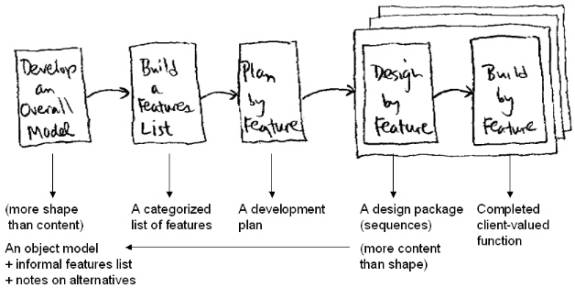 Develop
an
Overall
Model
Build
a
Features
List
Plan
by
Feature
Design
by
Feature
Build
by
Feature
(more shape
than content)
An object model
+ informal features list
+ notes on alternatives
A categorized
list of features
A development
plan
A design package
(sequences)
(more content
than shape)
Completed
client-valued
function